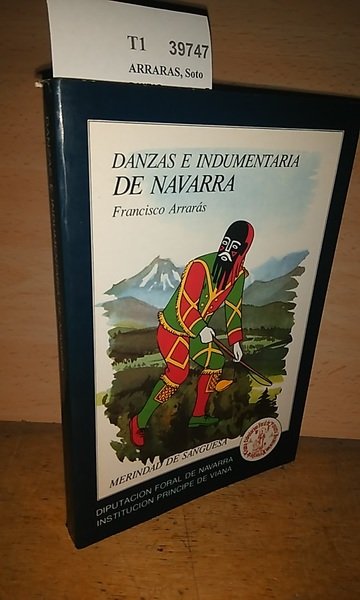 T1 39747
ARRARAS, Soto
DANZAS E INDUMENTARIA
DE NAVARRA
Francisco Arrarás
MERINDAD DE SANGUESA
DIPUTACION FORAL DE NAVARRA
INSTITUCION PRINCIPE DE VIANA
DANZAS E